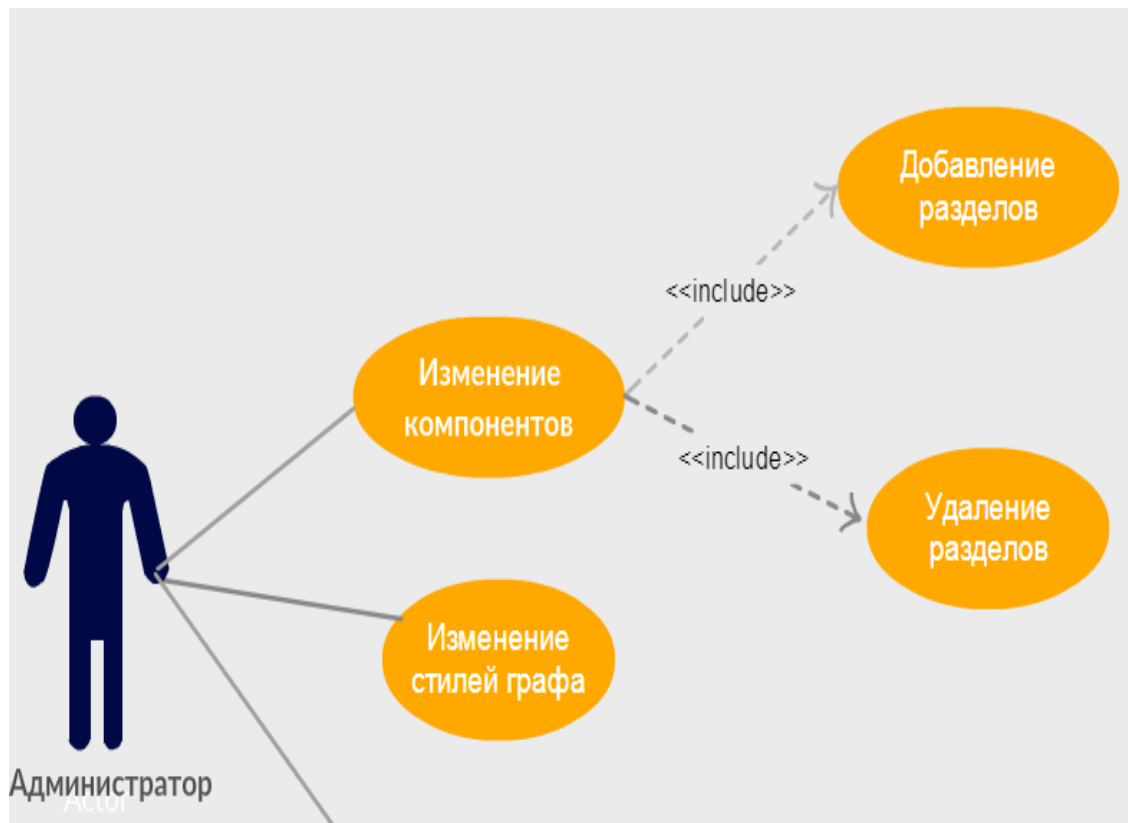 Добавление
разделов
<<include>>
Изменение
компонентов
<<include>>
Удаление
разделов
Изменение
стилей графа
Администратор
Actor